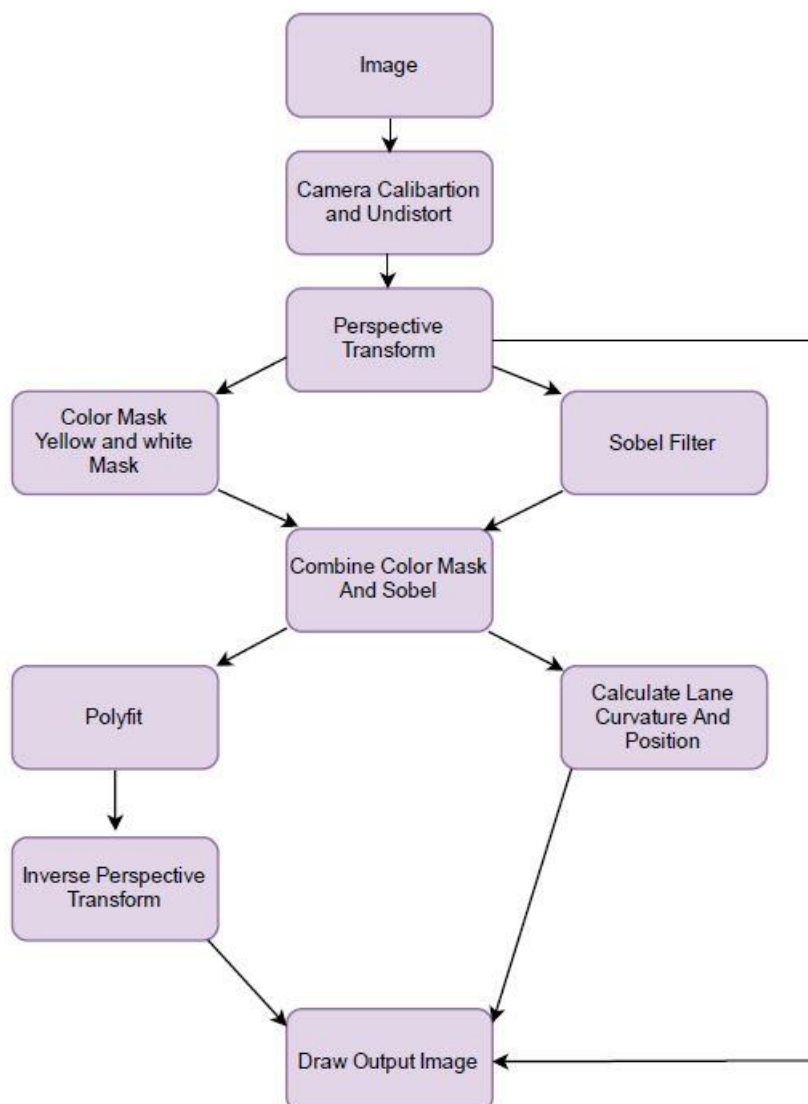 Image
Camera Calibartion
and Undistort
Perspective
Transform
Color Mask
Yellow and white
Mask
Sobel Filter
Combine Color Mask
And Sobel
Polyfit
Calculate Lane
Curvature And
Position
Inverse Perspective
Transform
Draw Output Image